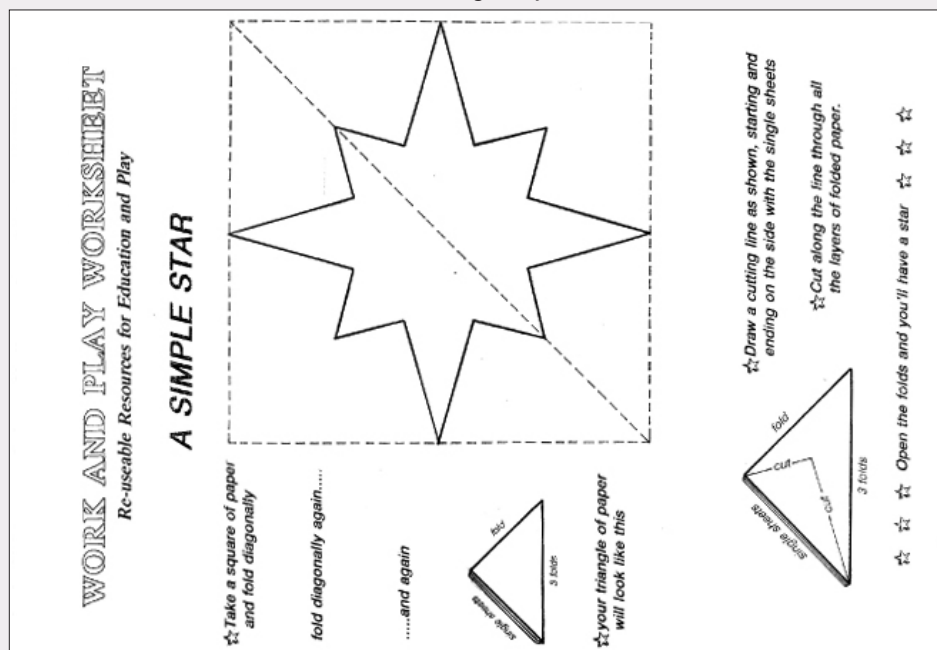 WORK AND PLAY WORKSHEET
Re-useable Resources for Education and Play
A SIMPLE STAR
☆Take a square of paper
and fold diagonally
fold diagonally again.....
.....and again
fold
single sheets
3 folds
☆your triangle of paper
will look like this
☆Draw a cutting line as shown, starting and
ending on the side with the single sheets
☆Cut along the line through all
the layers of folded paper.
fold
cut
cut
single sheets
3 folds
☆ ☆ ☆ ☆ Open the folds and you'll have a star ☆ ☆ ☆